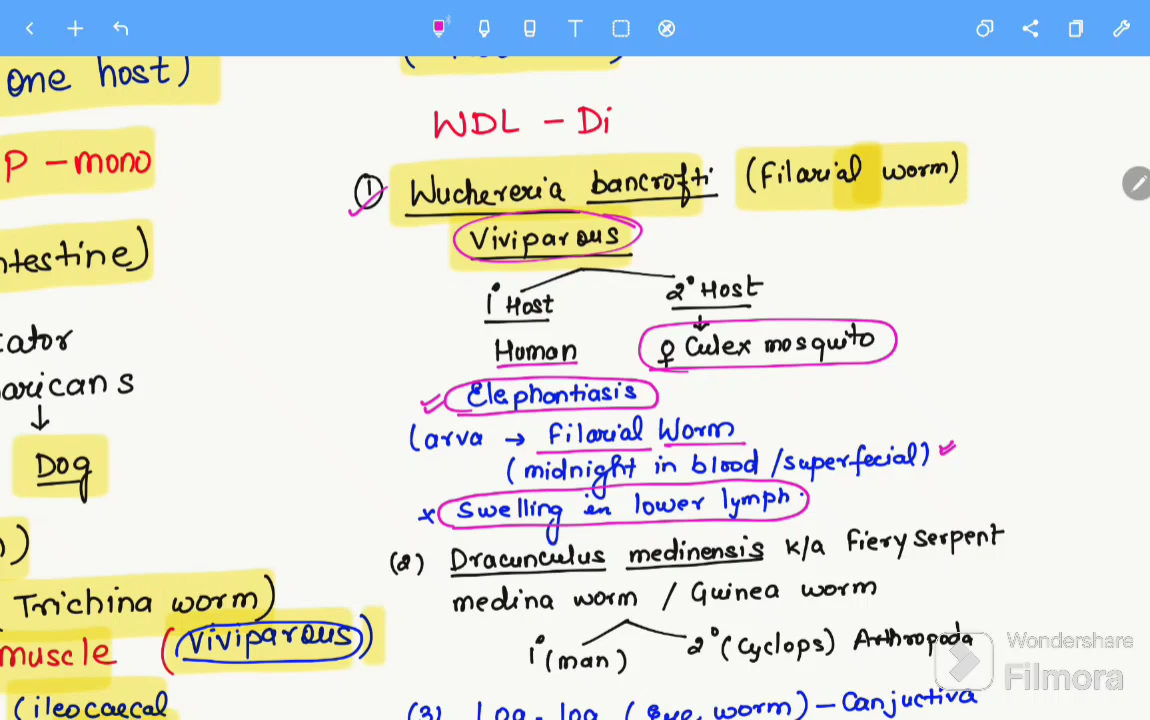 one host)
P - mono
ntestine)
cator
aricans
↓
Dog
)
Trichina worm)
muscle (Viviparous)
(ileocaecal
WDL - Di
① Wuchereria bancrofti (Filarial worm)
Viviparous
1° Host 2° Host
↓
Human ♀ Culex mosquito
Elephantiasis
Larva → Filarial Worm
(midnight in blood /superfecial)
* Swelling in lower lymph.
(2) Dracunculus medinensis k/a Fiery serpent
medina worm / Guinea worm
1° (man) 2° (Cyclops) Arthropoda
(3) Loa-loa (Eye worm) - Conjuctiva
Wondershare
Filmora